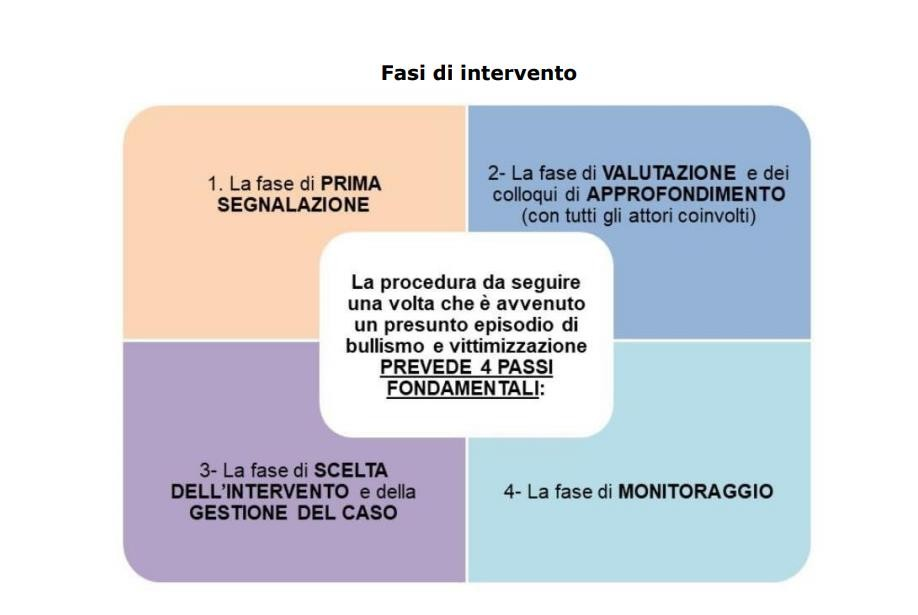 Fasi di intervento
1. La fase di PRIMA
SEGNALAZIONE
2- La fase di VALUTAZIONE e dei
colloqui di APPROFONDIMENTO
(con tutti gli attori coinvolti)
La procedura da seguire
una volta che è avvenuto
un presunto episodio di
bullismo e vittimizzazione
PREVEDE 4 PASSI
FONDAMENTALI:
3- La fase di SCELTA
DELL'INTERVENTO e della
GESTIONE DEL CASO
4- La fase di MONITORAGGIO